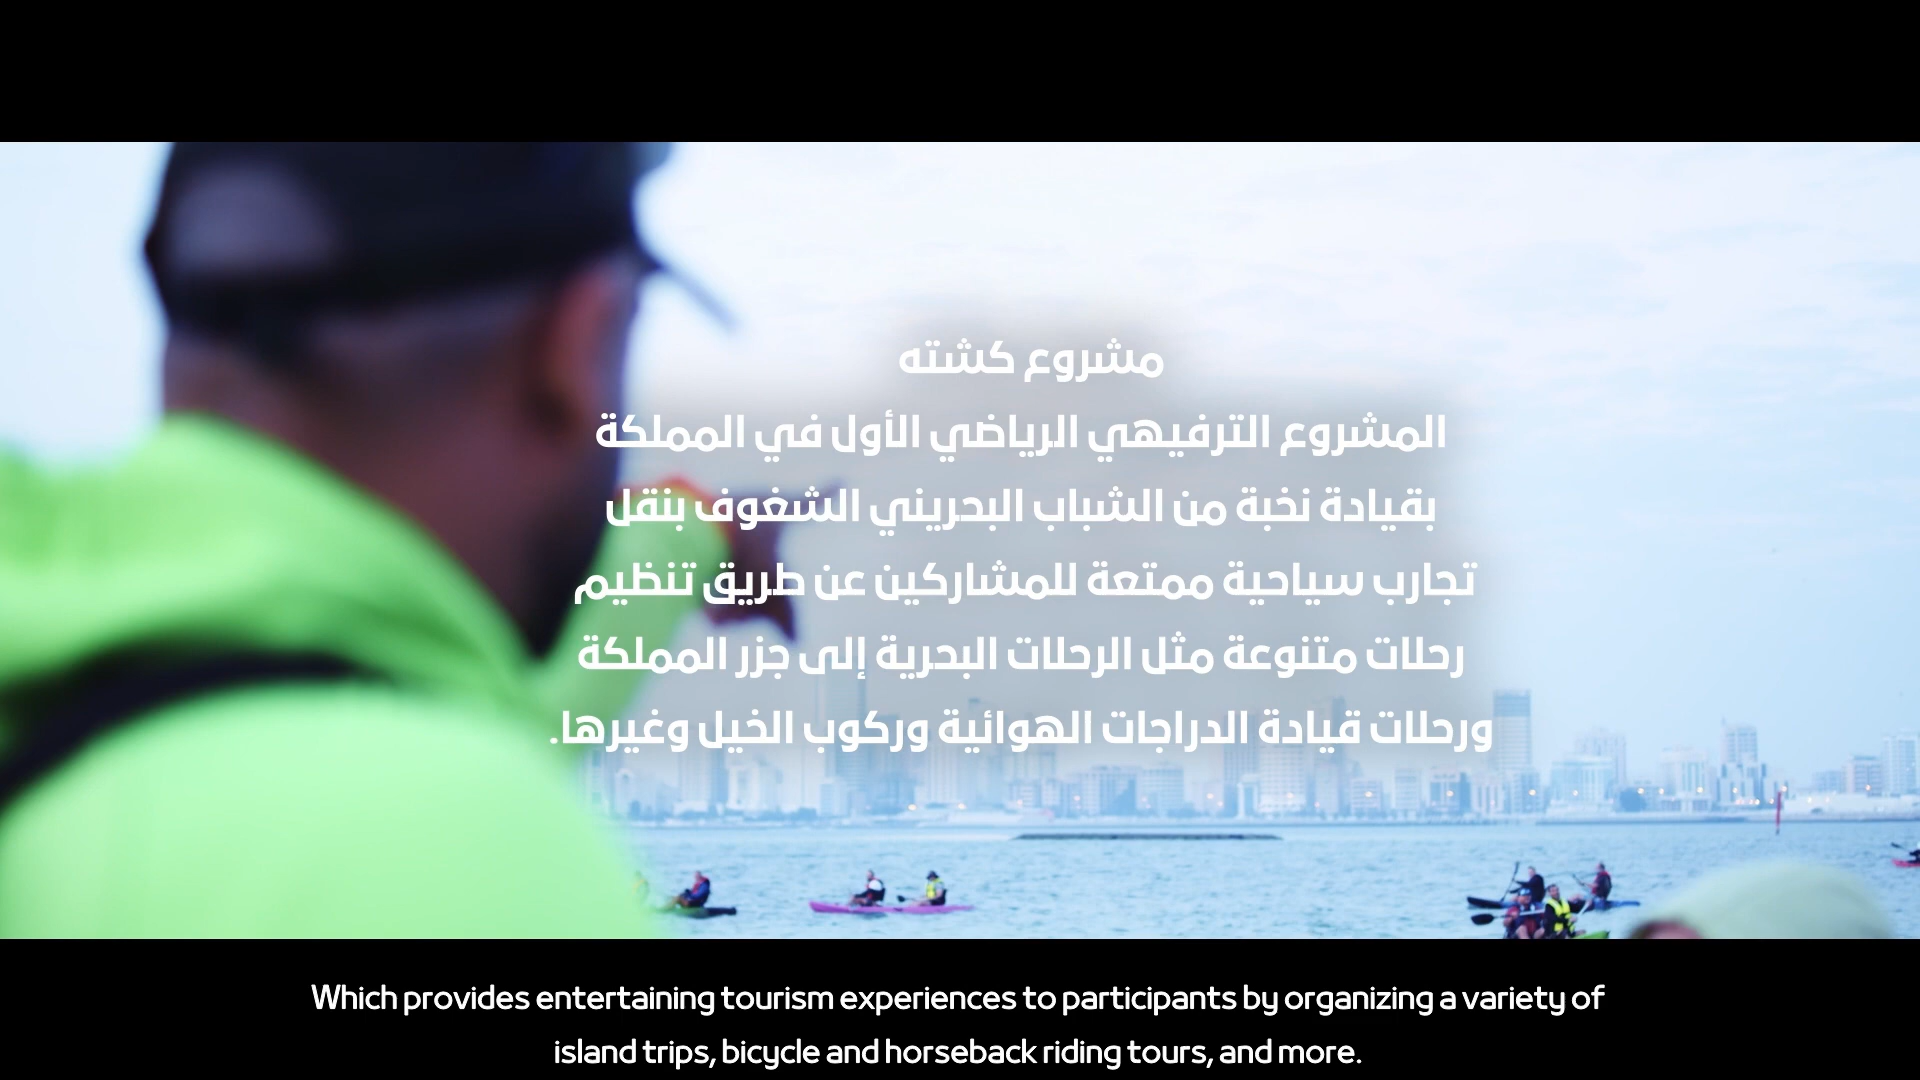 مشروع كشته
المشروع الترفيهي الرياضي الأول في المملكة
بقيادة نخبة من الشباب البحريني الشغوف بنقل
تجارب سياحية ممتعة للمشاركين عن طريق تنظيم
رحلات متنوعة مثل الرحلات البحرية إلى جزر المملكة
ورحلات قيادة الدراجات الهوائية وركوب الخيل وغيرها.
Which provides entertaining tourism experiences to participants by organizing a variety of
island trips, bicycle and horseback riding tours, and more.